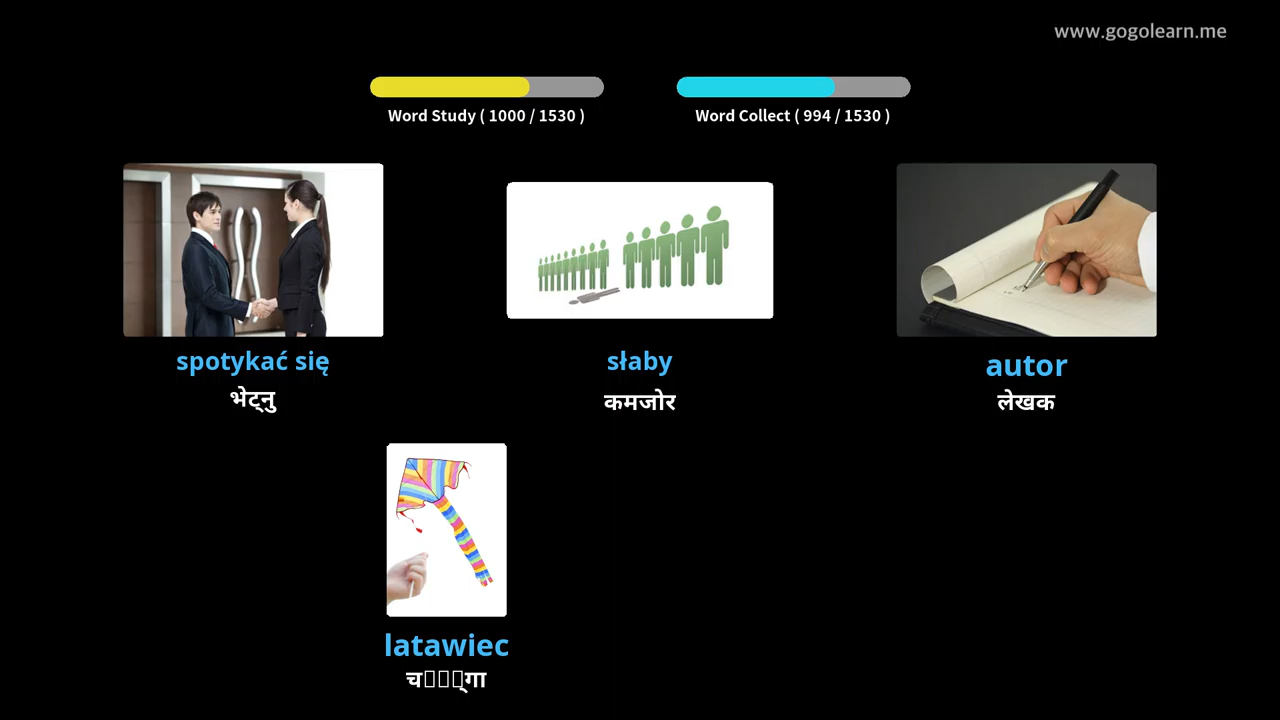 www.gogolearn.me
Word Study ( 1000 / 1530 )
Word Collect ( 994 / 1530 )
spotykać się
słaby
autor
भेट्नु
कमजोर
लेखक
latawiec